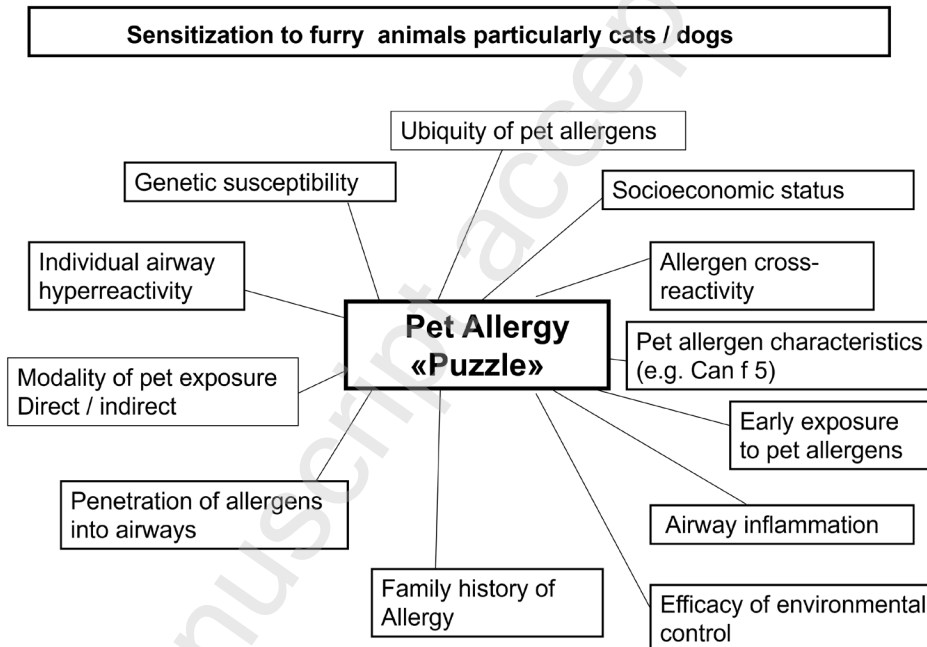 Sensitization to furry animals particularly cats / dogs
Ubiquity of pet allergens
Genetic susceptibility
Socioeconomic status
Individual airway
hyperreactivity
Allergen cross-
reactivity
Pet Allergy
«Puzzle»
Pet allergen characteristics
(e.g. Can f 5)
Modality of pet exposure
Direct / indirect
Early exposure
to pet allergens
Penetration of allergens
into airways
Airway inflammation
Family history of
Allergy
Efficacy of environmental
control
nuscript accep